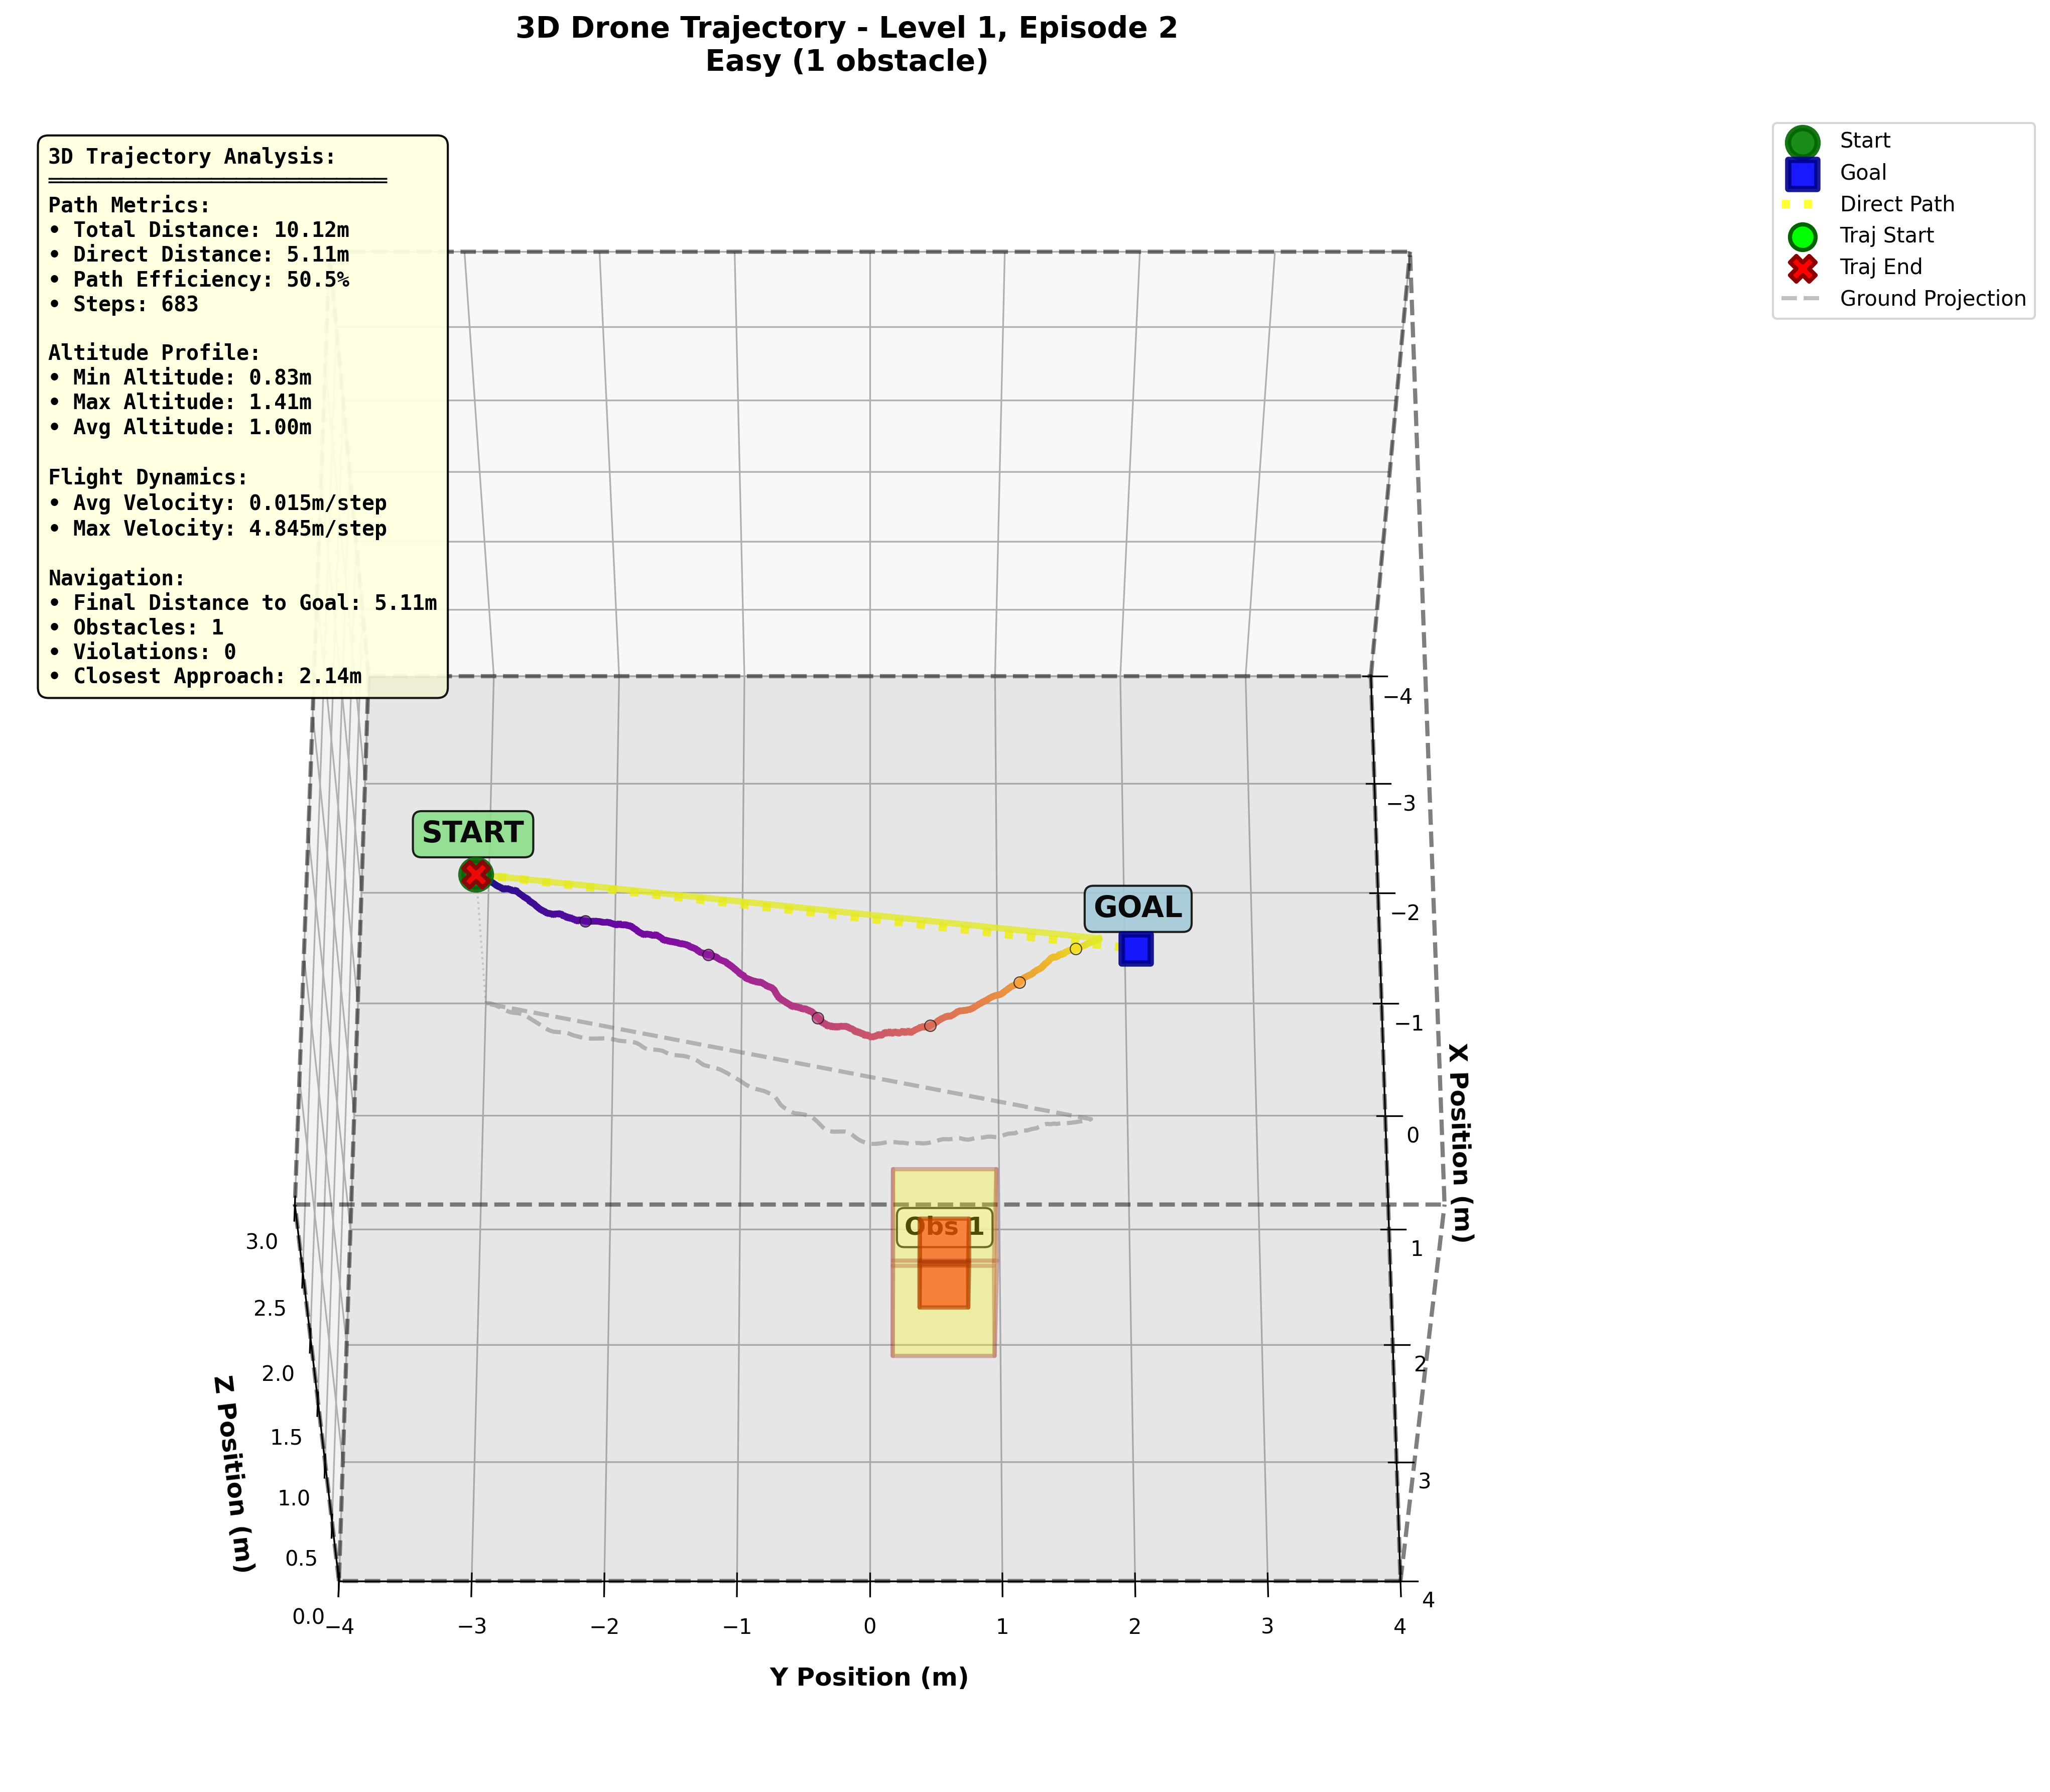 3D Drone Trajectory - Level 1, Episode 2
Easy (1 obstacle)
3D Trajectory Analysis:
Path Metrics:
• Total Distance: 10.12m
• Direct Distance: 5.11m
• Path Efficiency: 50.5%
• Steps: 683
Altitude Profile:
• Min Altitude: 0.83m
• Max Altitude: 1.41m
• Avg Altitude: 1.00m
Flight Dynamics:
• Avg Velocity: 0.015m/step
• Max Velocity: 4.845m/step
Navigation:
• Final Distance to Goal: 5.11m
• Obstacles: 1
• Violations: 0
• Closest Approach: 2.14m
Start
Goal
Direct Path
Traj Start
Traj End
Ground Projection
START
GOAL
Obs 1
−4
−3
−2
−1
0
1
2
3
4
X Position (m)
3.0
2.5
2.0
1.5
1.0
0.5
0.0
Z Position (m)
−4
−3
−2
−1
0
1
2
3
4
Y Position (m)